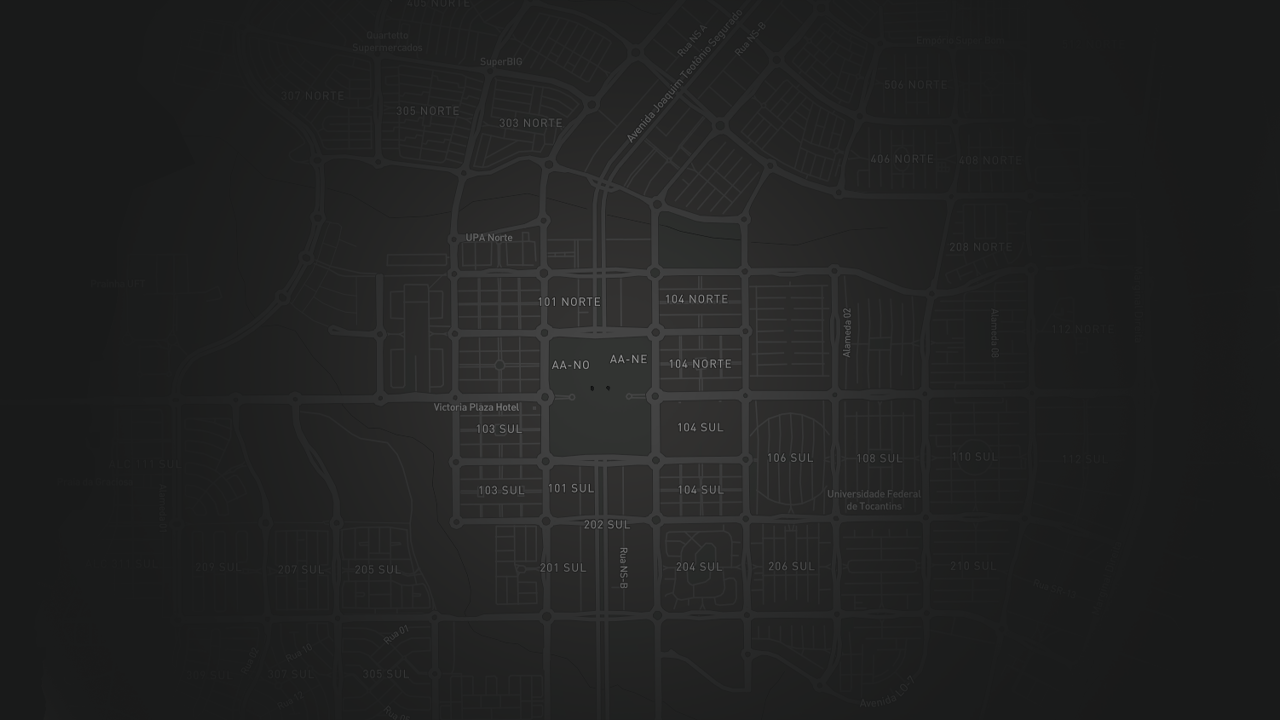 405 NORTE
Quartetto
Supermercados
SuperBIG
Rua NS A
Avenida Joaquim Teotônio Segurado
Rua NS-B
307 NORTE
305 NORTE
303 NORTE
506 NORTE
406 NORTE
408 NORTE
UPA Norte
208 NORTE
101 NORTE
104 NORTE
Alameda 02
Alameda 08
112 NORTE
AA-NO
AA-NE
104 NORTE
Victoria Plaza Hotel
103 SUL
104 SUL
106 SUL
108 SUL
110 SUL
112 SUL
103 SUL
101 SUL
104 SUL
Universidade Federal
de Tocantins
202 SUL
Rua NS-B
207 SUL
205 SUL
201 SUL
204 SUL
206 SUL
210 SUL
Rua 01
Rua 10
307 SUL
305 SUL
Rua 12
Avenida LO-7